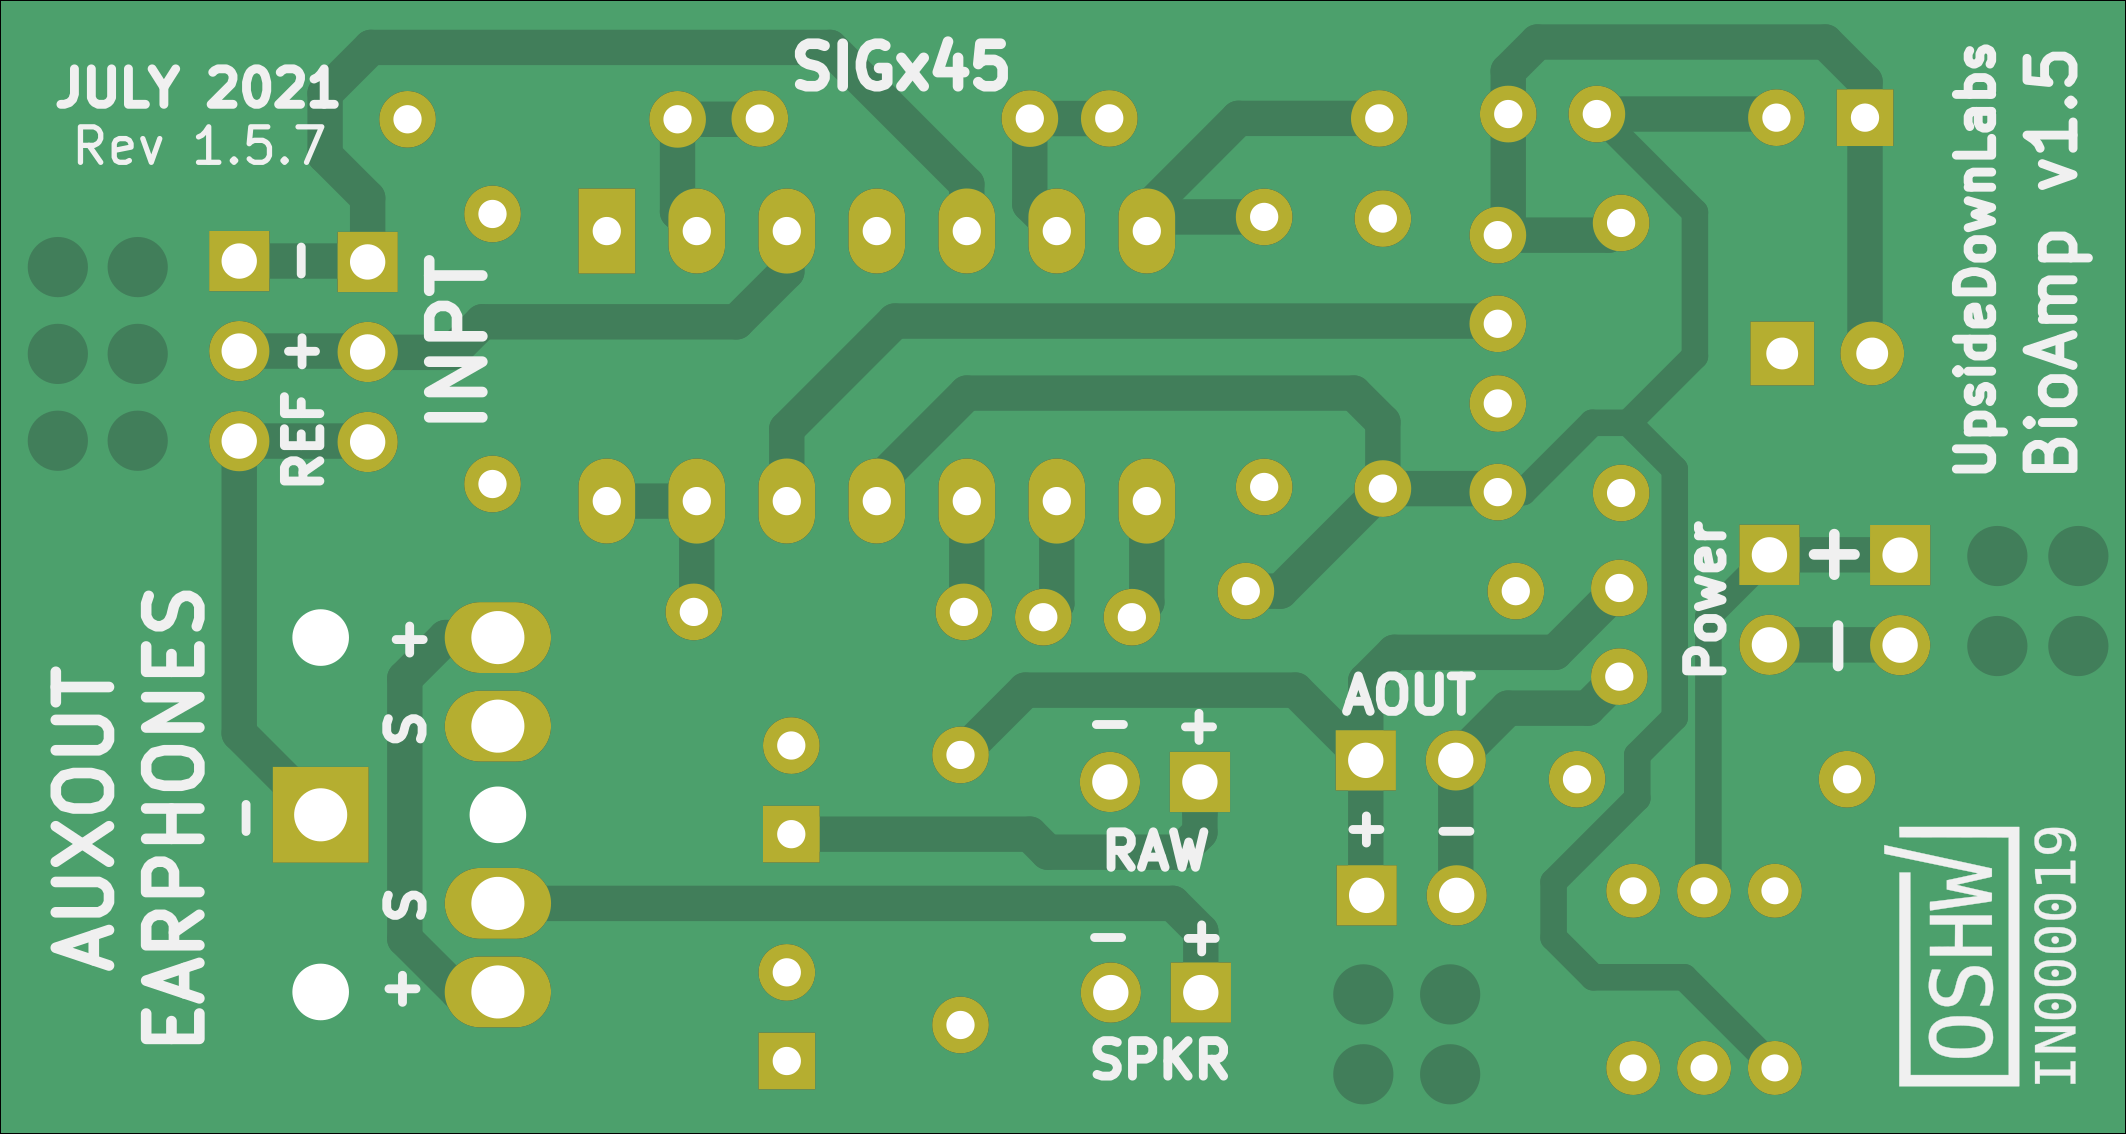 SIGx45
JULY 2021
Rev 1.5.7
UpsideDownLabs
BioAmp v1.5
-
+
REF
INPT
Power
+
-
AUXOUT
EARPHONES
+
S
-
S
+
AOUT
+
-
- +
RAW
- +
SPKR
OSHW
IN000019